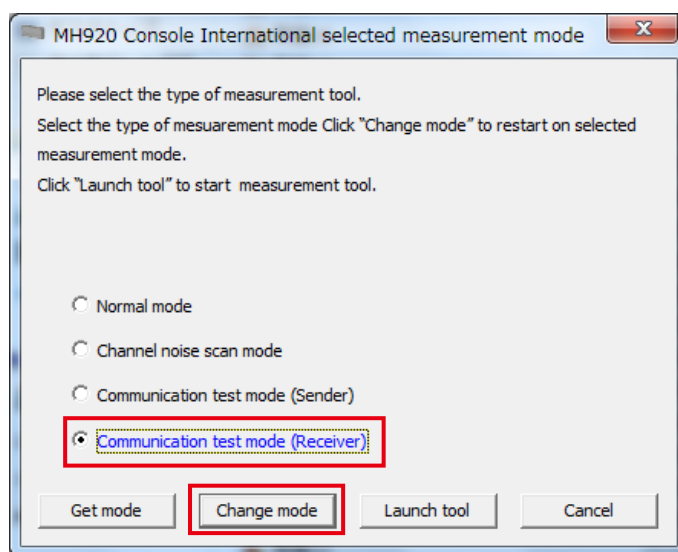 MH920 Console International selected measurement mode
Please select the type of measurement tool.
Select the type of mesuarement mode Click "Change mode" to restart on selected
measurement mode.
Click "Launch tool" to start  measurement tool.
Normal mode
Channel noise scan mode
Communication test mode (Sender)
Communication test mode (Receiver)
Get mode Change mode Launch tool Cancel